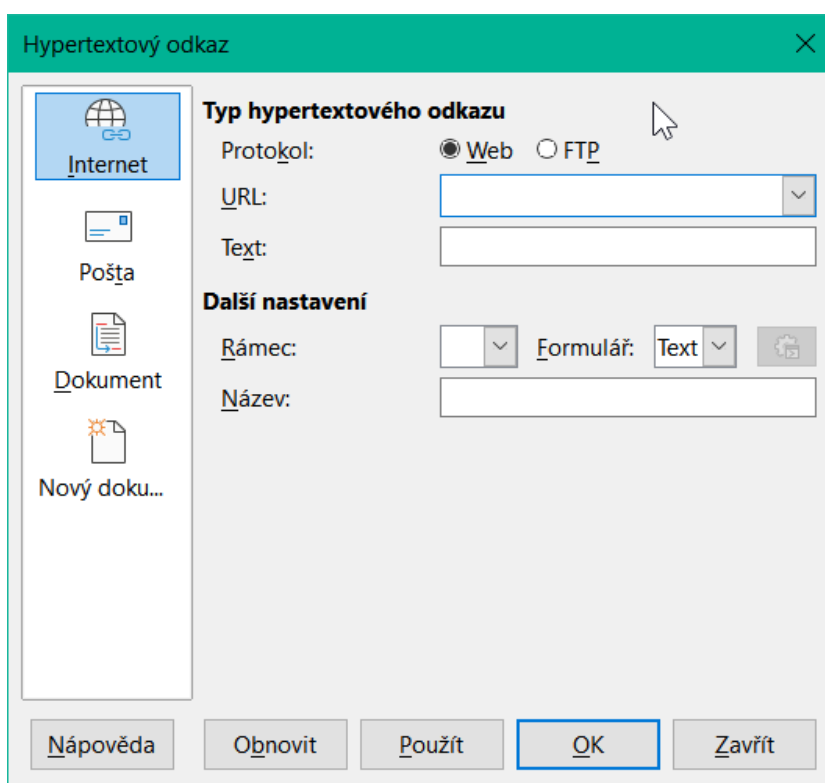 Hypertextový odkaz
Internet
Pošta
Dokument
Nový doku...
Typ hypertextového odkazu
Protokol: Web FTP
URL:
Text:
Další nastavení
Rámec: Formulář: Text
Název:
Nápověda Obnovit Použít OK Zavřít